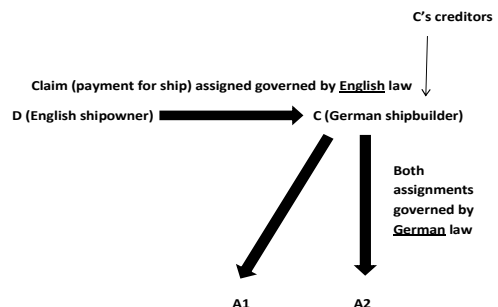 C's creditors
Claim (payment for ship) assigned governed by English law
D (English shipowner)
C (German shipbuilder)
Both
assignments
governed by
German law
A1
A2